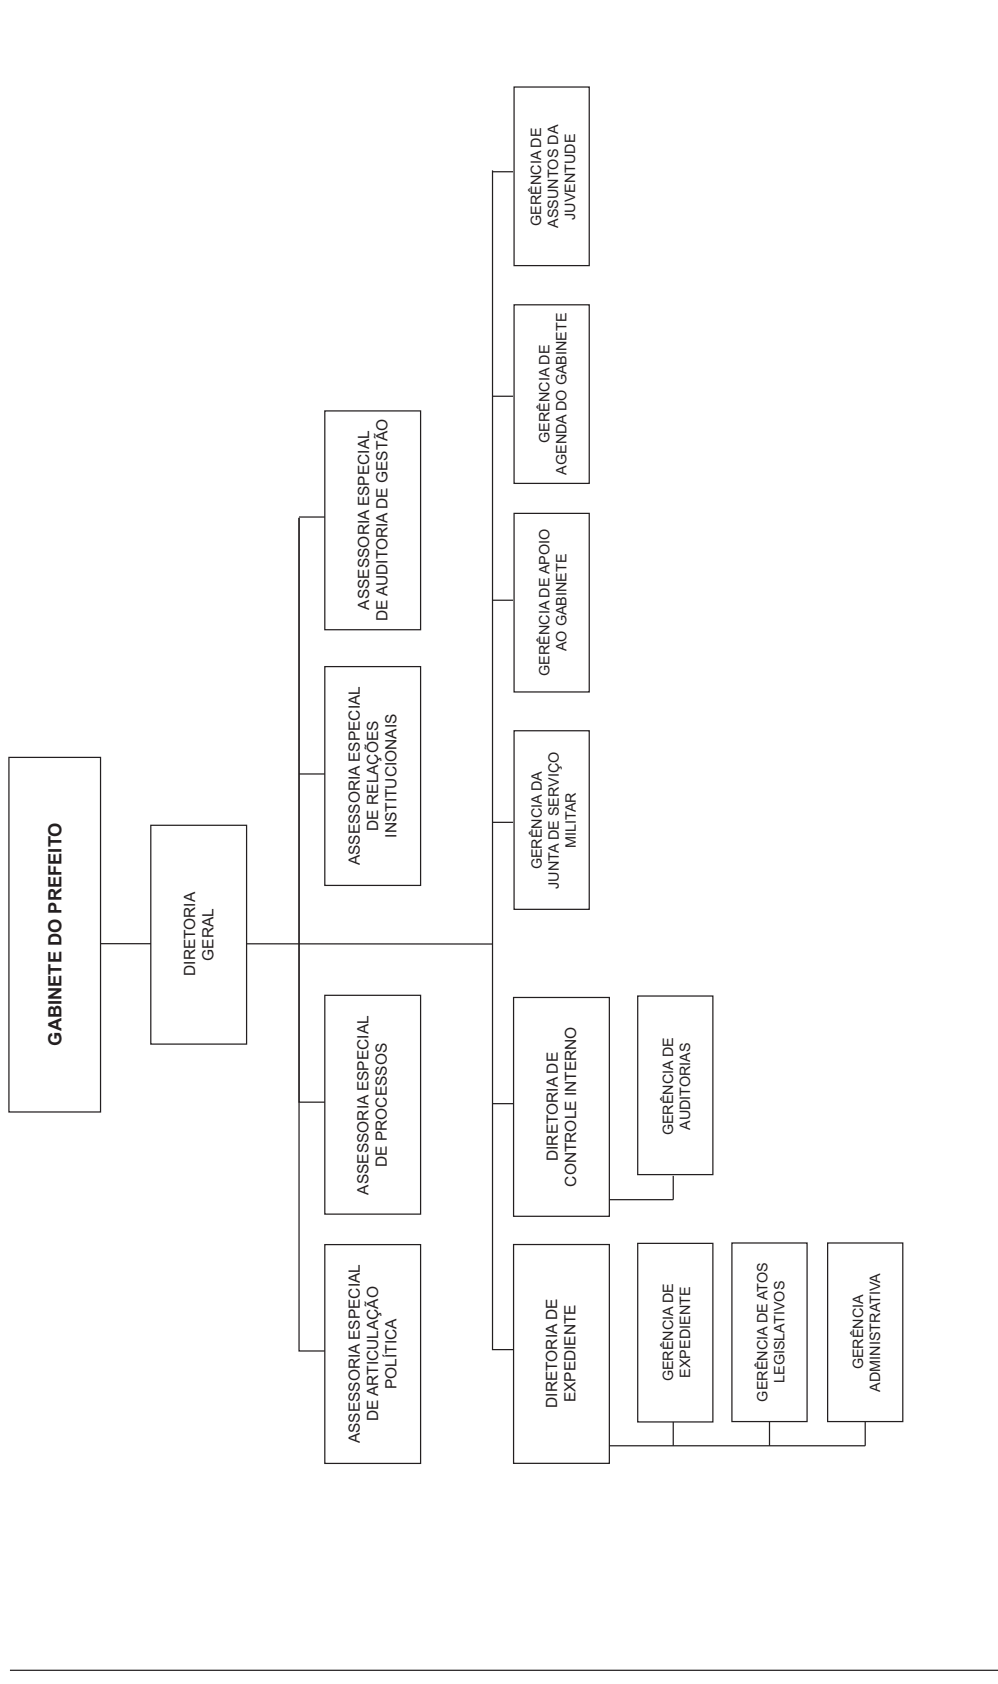 GABINETE DO PREFEITO
DIRETORIA
GERAL
ASSESSORIA ESPECIAL
DE ARTICULAÇÃO
POLÍTICA
ASSESSORIA ESPECIAL
DE PROCESSOS
ASSESSORIA ESPECIAL
DE RELAÇÕES
INSTITUCIONAIS
ASSESSORIA ESPECIAL
DE AUDITORIA DE GESTÃO
DIRETORIA DE
EXPEDIENTE
DIRETORIA DE
CONTROLE INTERNO
GERÊNCIA DA
JUNTA DE SERVIÇO
MILITAR
GERÊNCIA DE APOIO
AO GABINETE
GERÊNCIA DE
AGENDA DO GABINETE
GERÊNCIA DE
ASSUNTOS DA
JUVENTUDE
GERÊNCIA DE
EXPEDIENTE
GERÊNCIA DE
AUDITORIAS
GERÊNCIA DE ATOS
LEGISLATIVOS
GERÊNCIA
ADMINISTRATIVA